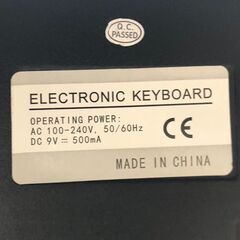 Q.C.
PASSED
ELECTRONIC KEYBOARD
OPERATING POWER:
AC 100-240V, 50/60Hz
DC 9V⎓500mA
CE
MADE IN CHINA